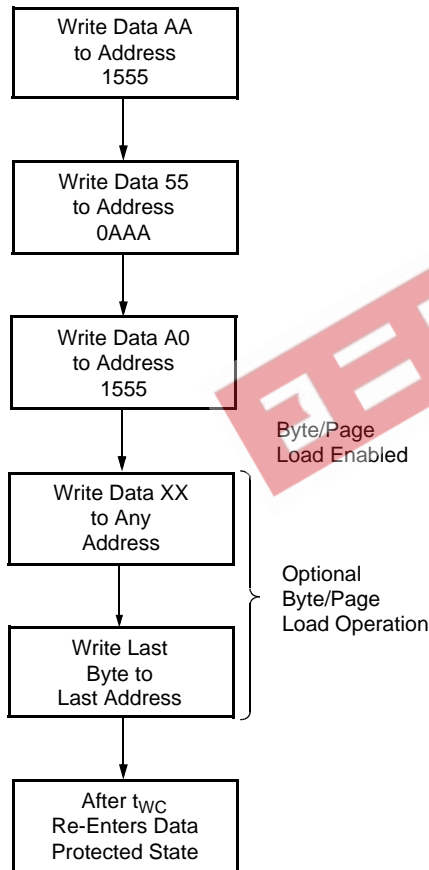 Write Data AA
to Address
1555
Write Data 55
to Address
0AAA
Write Data A0
to Address
1555
Byte/Page
Load Enabled
Write Data XX
to Any
Address
Optional
Byte/Page
Load Operation
Write Last
Byte to
Last Address
After tWC
Re-Enters Data
Protected State